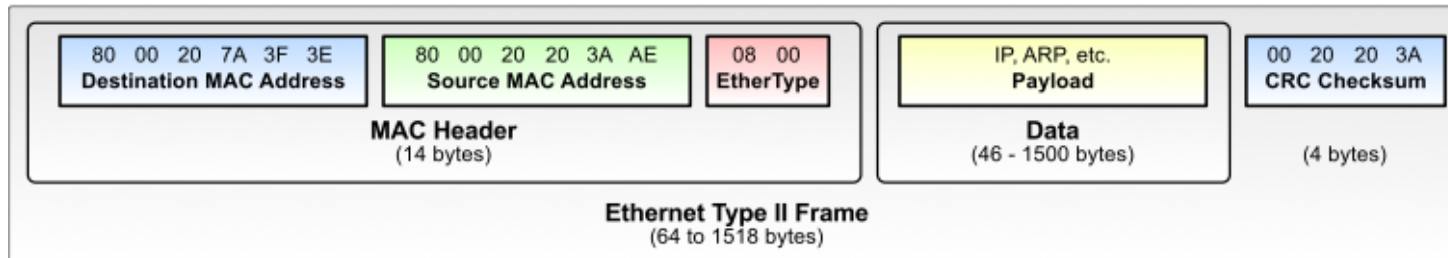 80 00 20 7A 3F 3E
Destination MAC Address
80 00 20 20 3A AE
Source MAC Address
08 00
EtherType
MAC Header
(14 bytes)
IP, ARP, etc.
Payload
Data
(46 - 1500 bytes)
00 20 20 3A
CRC Checksum
(4 bytes)
Ethernet Type II Frame
(64 to 1518 bytes)